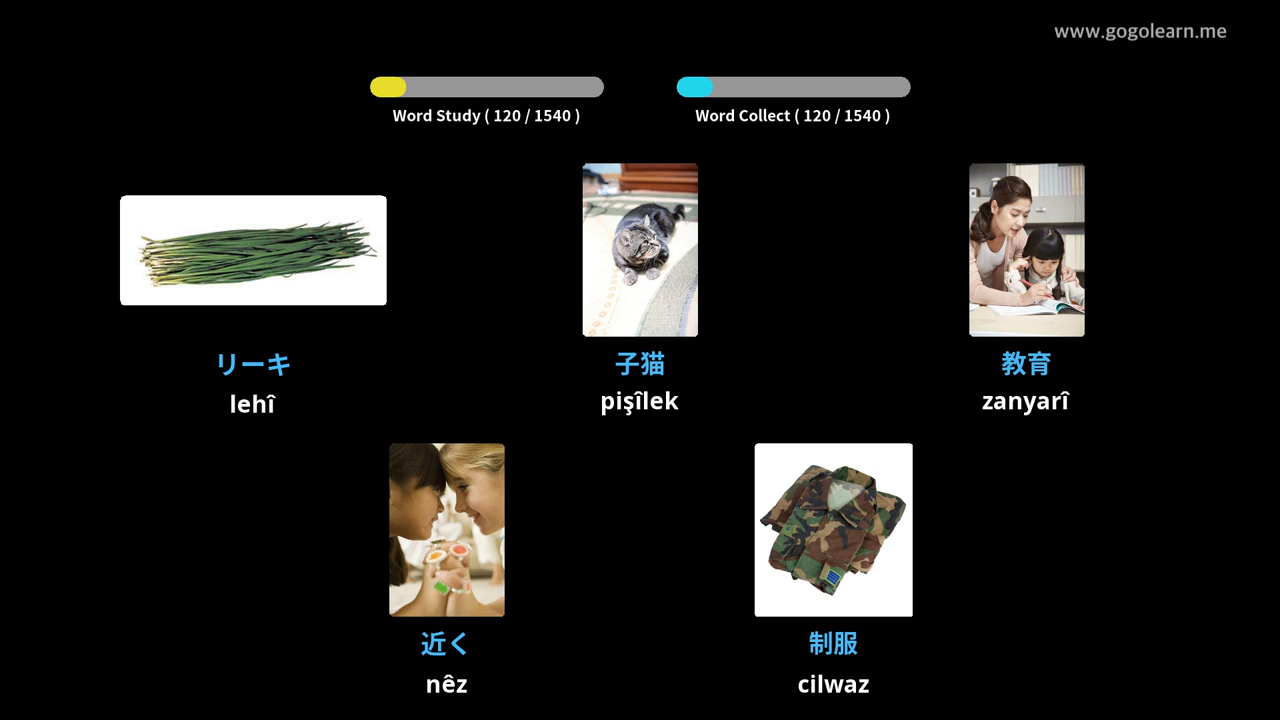 www.gogolearn.me
Word Study ( 120 / 1540 )
Word Collect ( 120 / 1540 )
リーキ
lehî
子猫
pişîlek
教育
zanyarî
近く
nêz
制服
cilwaz